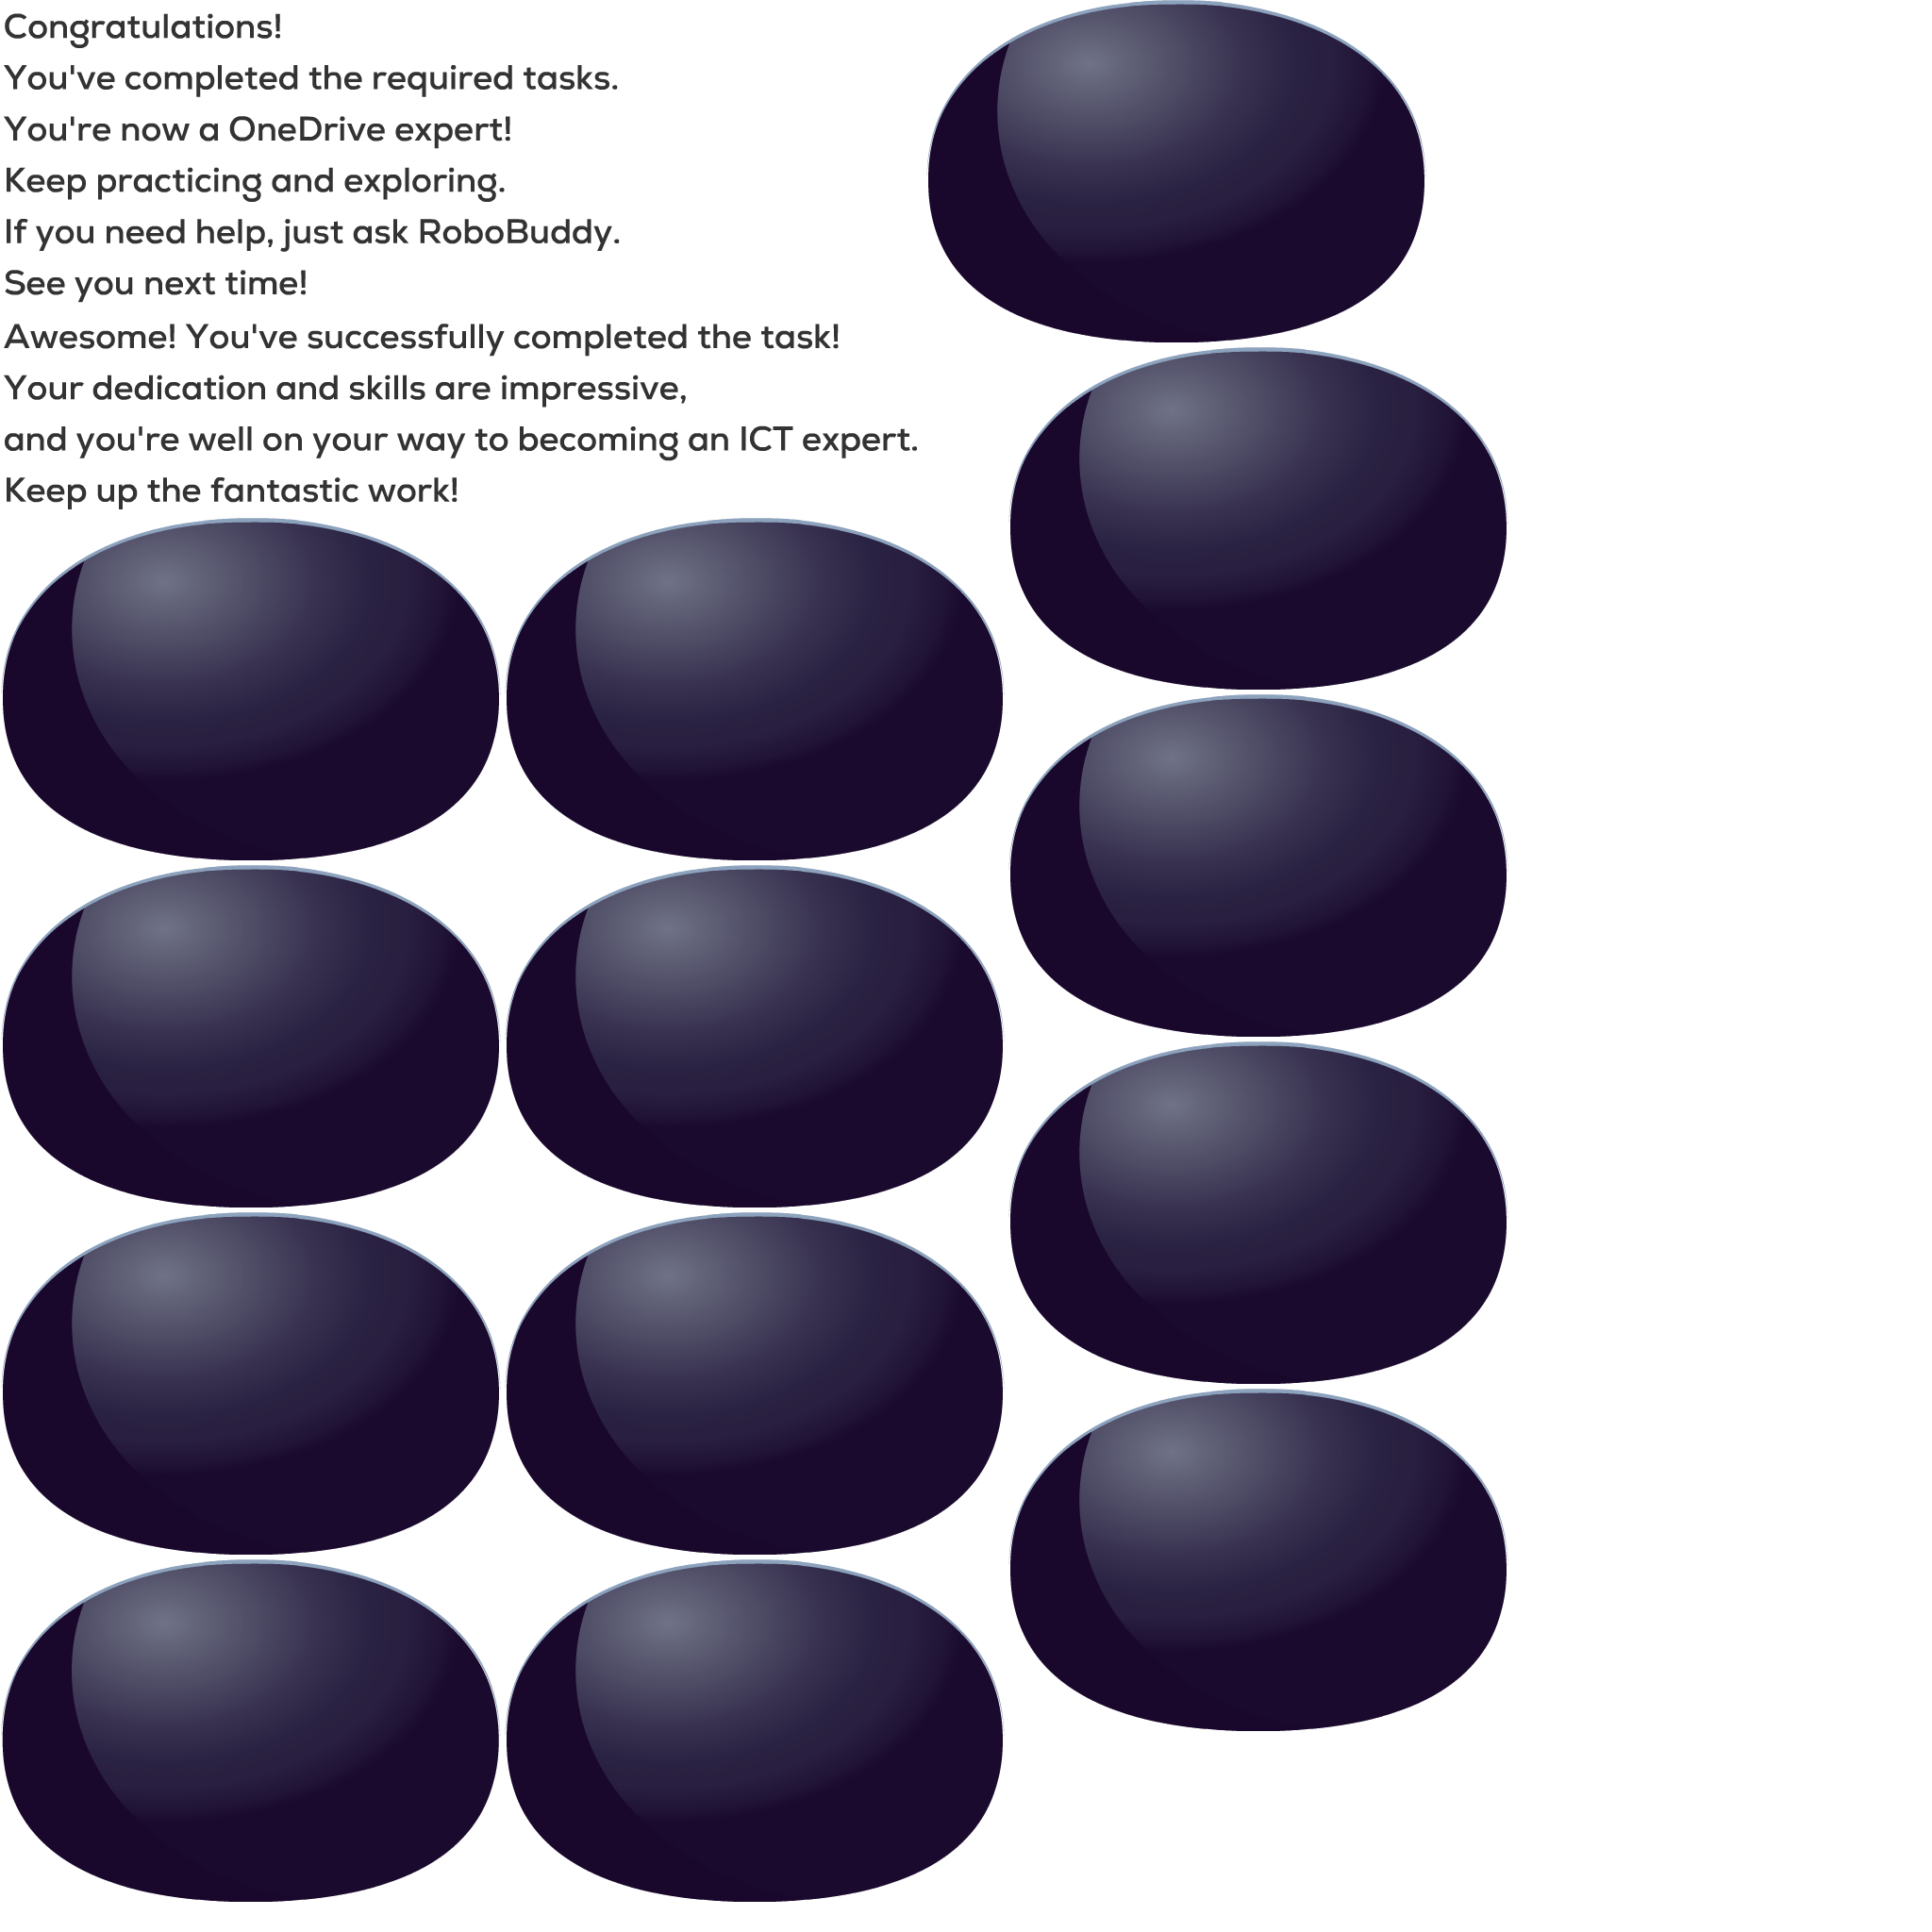 Congratulations!
You've completed the required tasks.
You're now a OneDrive expert!
Keep practicing and exploring.
If you need help, just ask RoboBuddy.
See you next time!
Awesome! You've successfully completed the task!
Your dedication and skills are impressive,
and you're well on your way to becoming an ICT expert.
Keep up the fantastic work!